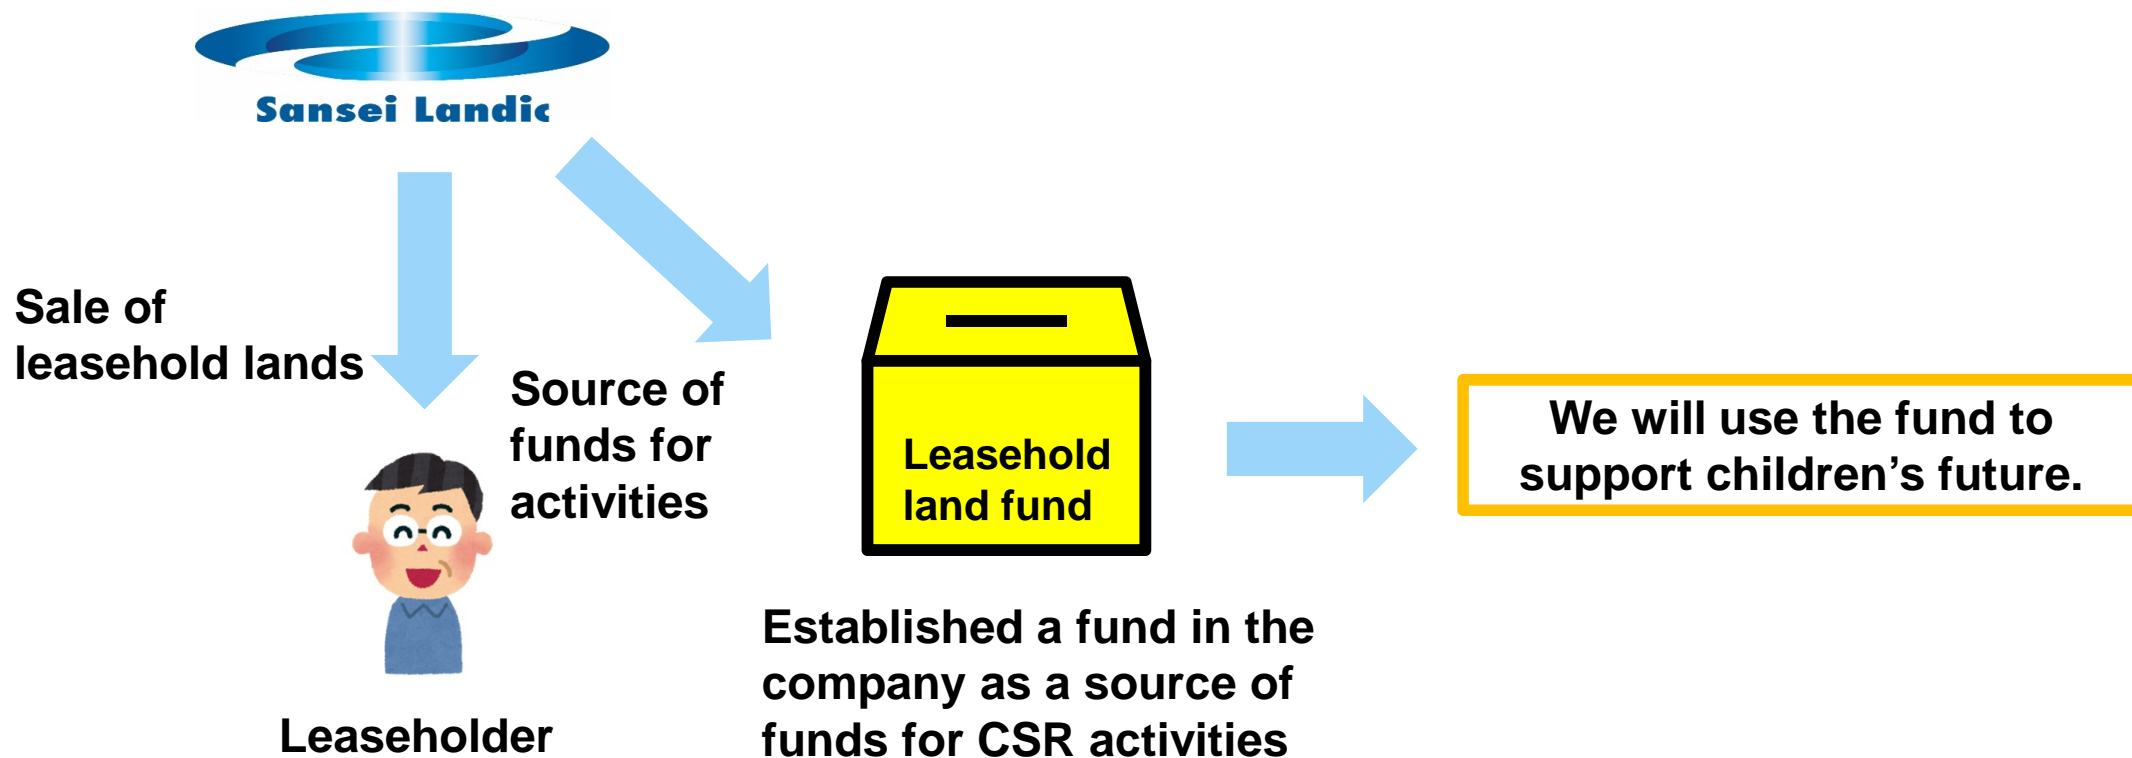 Sansei Landic
Sale of
leasehold lands
Source of
funds for
activities
Leasehold
land fund
We will use the fund to
support children’s future.
Leaseholder
Established a fund in the
company as a source of
funds for CSR activities